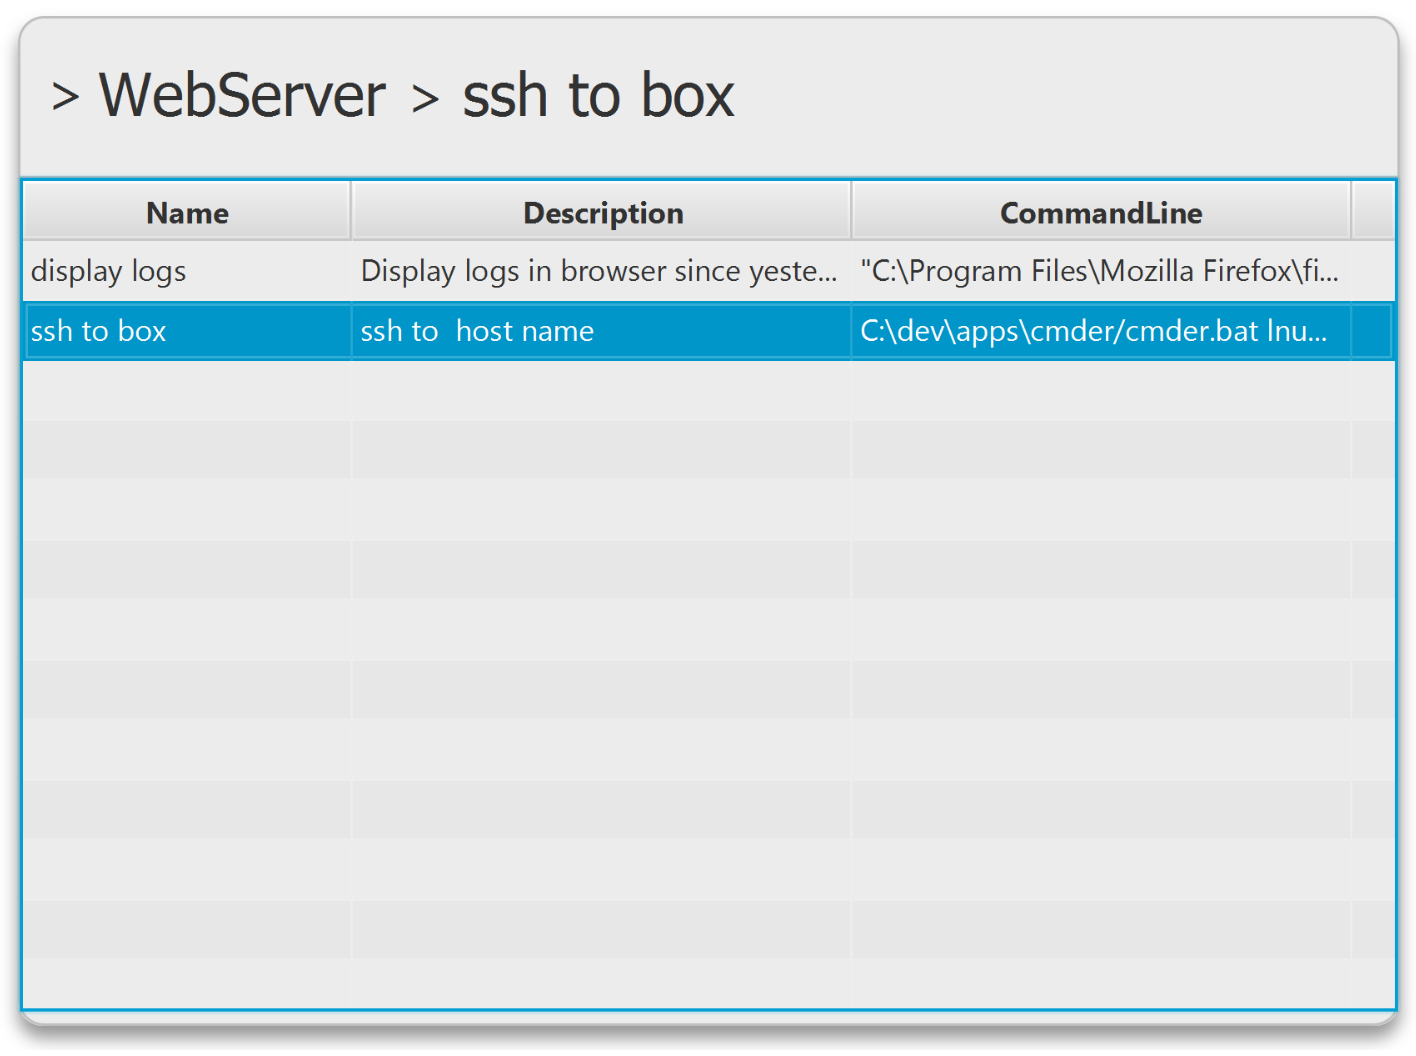 > WebServer > ssh to box
Name Description CommandLine
display logs Display logs in browser since yeste... "C:\Program Files\Mozilla Firefox\fi...
ssh to box ssh to  host name C:\dev\apps\cmder/cmder.bat lnu...